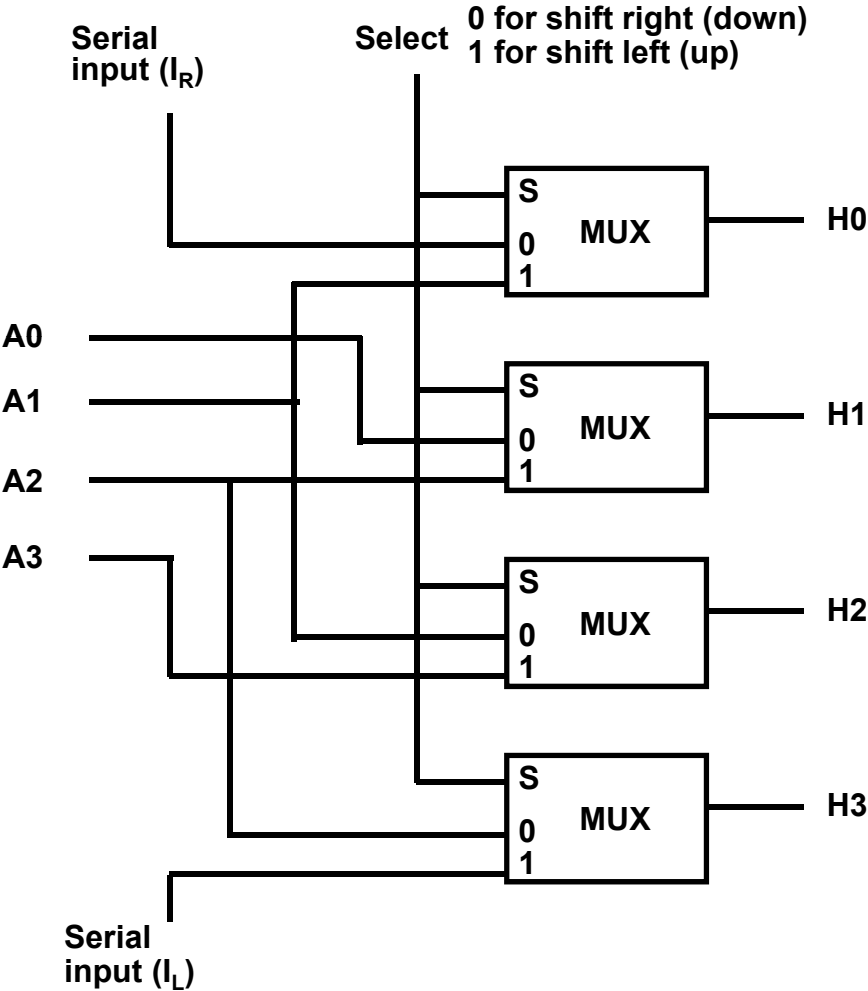 Serial
input (I_R)
Select
0 for shift right (down)
1 for shift left (up)
S
0
1
MUX
H0
A0
A1
A2
A3
S
0
1
MUX
H1
S
0
1
MUX
H2
S
0
1
MUX
H3
Serial
input (I_L)